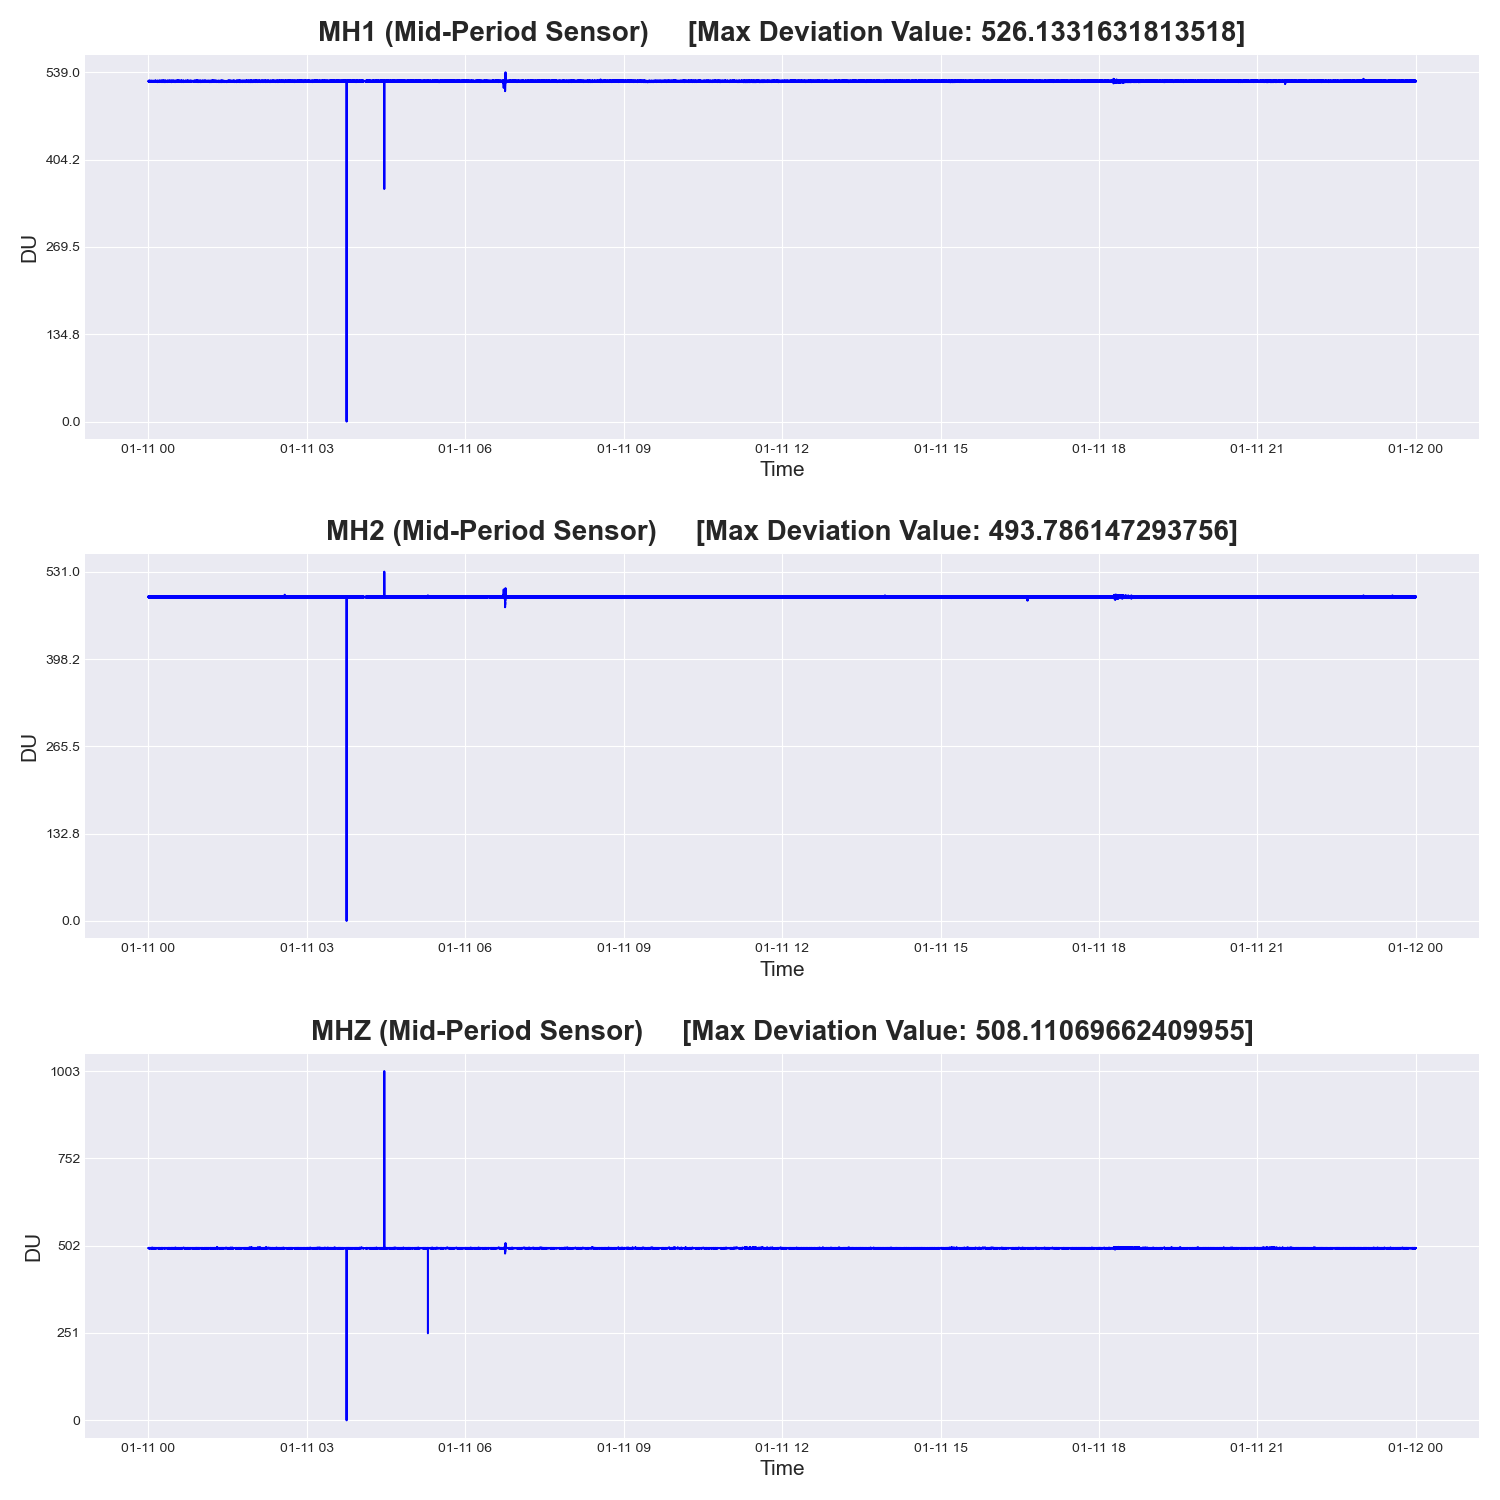 MH1 (Mid-Period Sensor) [Max Deviation Value: 526.1331631813518]
539.0
404.2
269.5
134.8
0.0
DU
01-11 00 01-11 03 01-11 06 01-11 09 01-11 12 01-11 15 01-11 18 01-11 21 01-12 00
Time
MH2 (Mid-Period Sensor) [Max Deviation Value: 493.786147293756]
531.0
398.2
265.5
132.8
0.0
DU
01-11 00 01-11 03 01-11 06 01-11 09 01-11 12 01-11 15 01-11 18 01-11 21 01-12 00
Time
MHZ (Mid-Period Sensor) [Max Deviation Value: 508.11069662409955]
1003
752
502
251
0
DU
01-11 00 01-11 03 01-11 06 01-11 09 01-11 12 01-11 15 01-11 18 01-11 21 01-12 00
Time